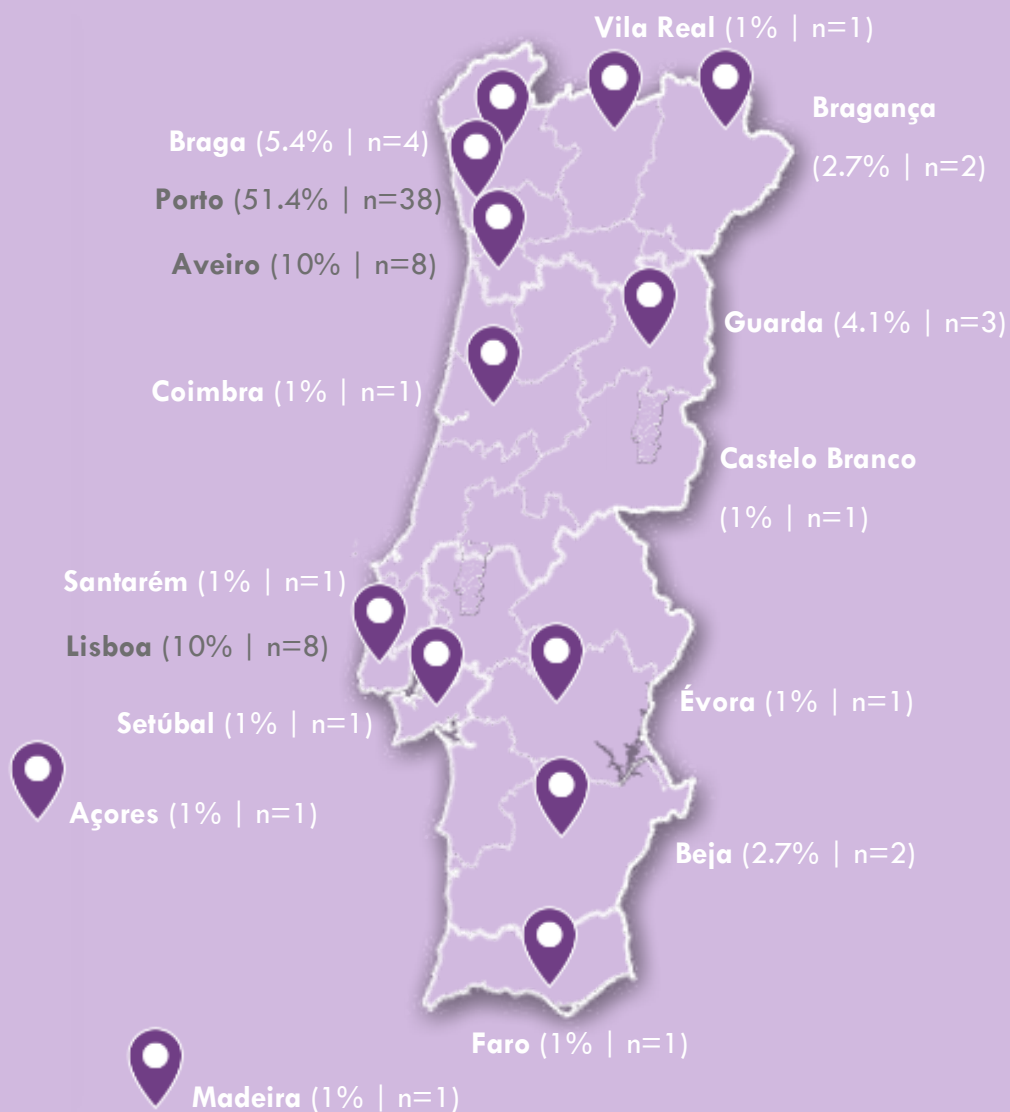 Vila Real (1% | n=1)
Bragança
(2.7% | n=2)
Braga (5.4% | n=4)
Porto (51.4% | n=38)
Aveiro (10% | n=8)
Guarda (4.1% | n=3)
Coimbra (1% | n=1)
Castelo Branco
(1% | n=1)
Santarém (1% | n=1)
Lisboa (10% | n=8)
Évora (1% | n=1)
Setúbal (1% | n=1)
Açores (1% | n=1)
Beja (2.7% | n=2)
Faro (1% | n=1)
Madeira (1% | n=1)